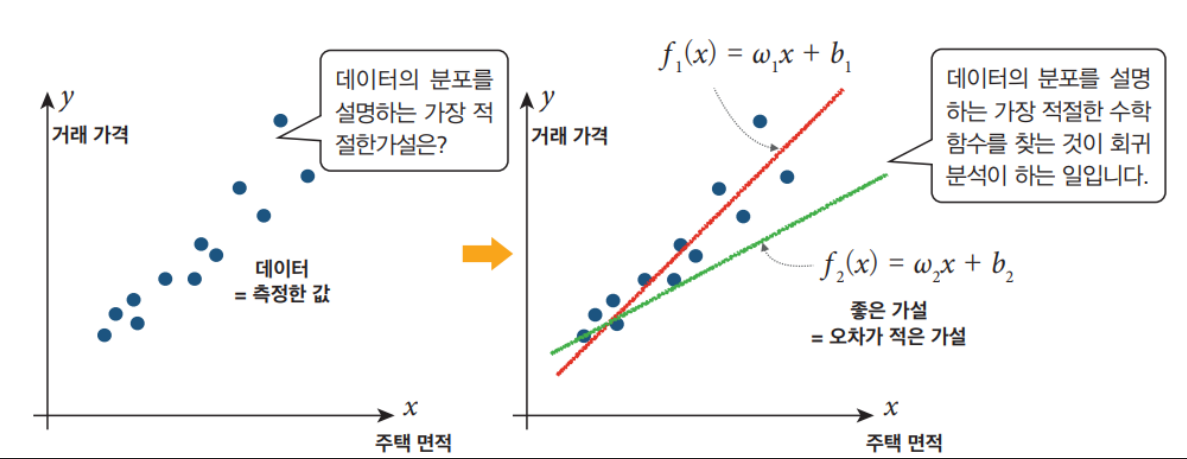 y
거래 가격
데이터의 분포를
설명하는 가장 적
절한가설은?
데이터
= 측정한 값
x
주택 면적
f₁(x) = ω₁x + b₁
y
거래 가격
데이터의 분포를 설명
하는 가장 적절한 수학
함수를 찾는 것이 회귀
분석이 하는 일입니다.
f₂(x) = ω₂x + b₂
좋은 가설
= 오차가 적은 가설
x
주택 면적